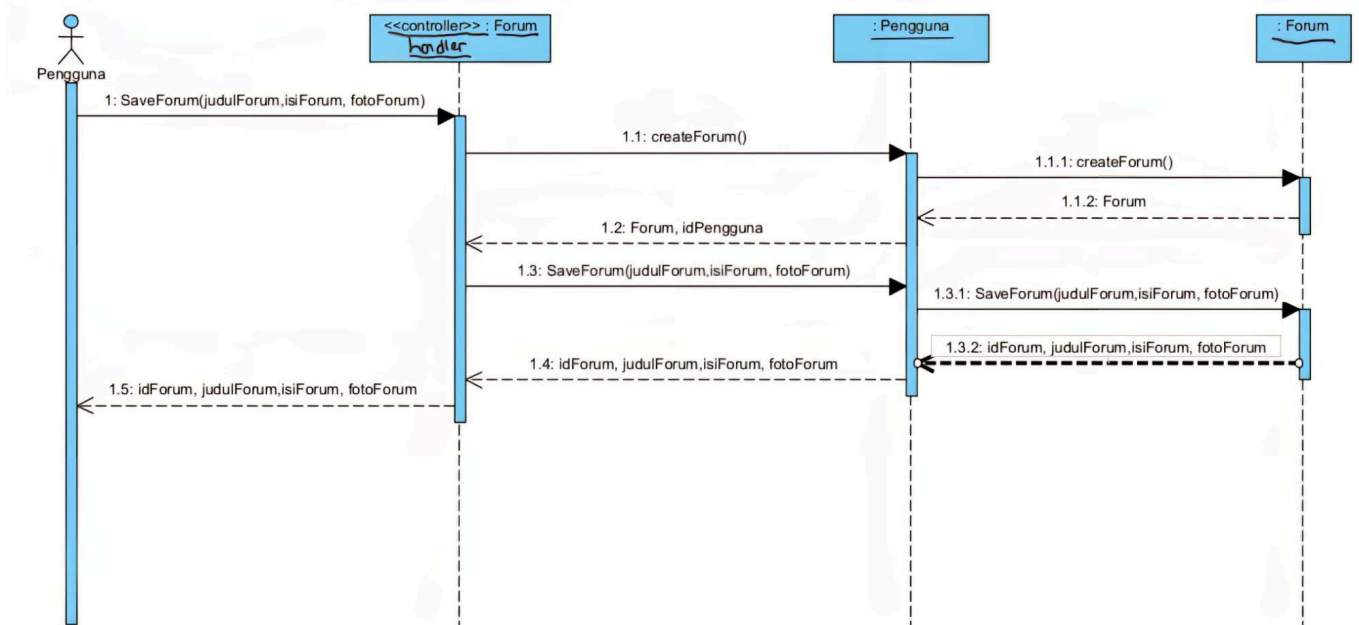 <<controller>> : Forum
handler
: Pengguna
: Forum
Pengguna
1: SaveForum(judulForum,isiForum, fotoForum)
1.1: createForum()
1.1.1: createForum()
1.1.2: Forum
1.2: Forum, idPengguna
1.3: SaveForum(judulForum,isiForum, fotoForum)
1.3.1: SaveForum(judulForum,isiForum, fotoForum)
1.3.2: idForum, judulForum,isiForum, fotoForum
1.4: idForum, judulForum,isiForum, fotoForum
1.5: idForum, judulForum,isiForum, fotoForum